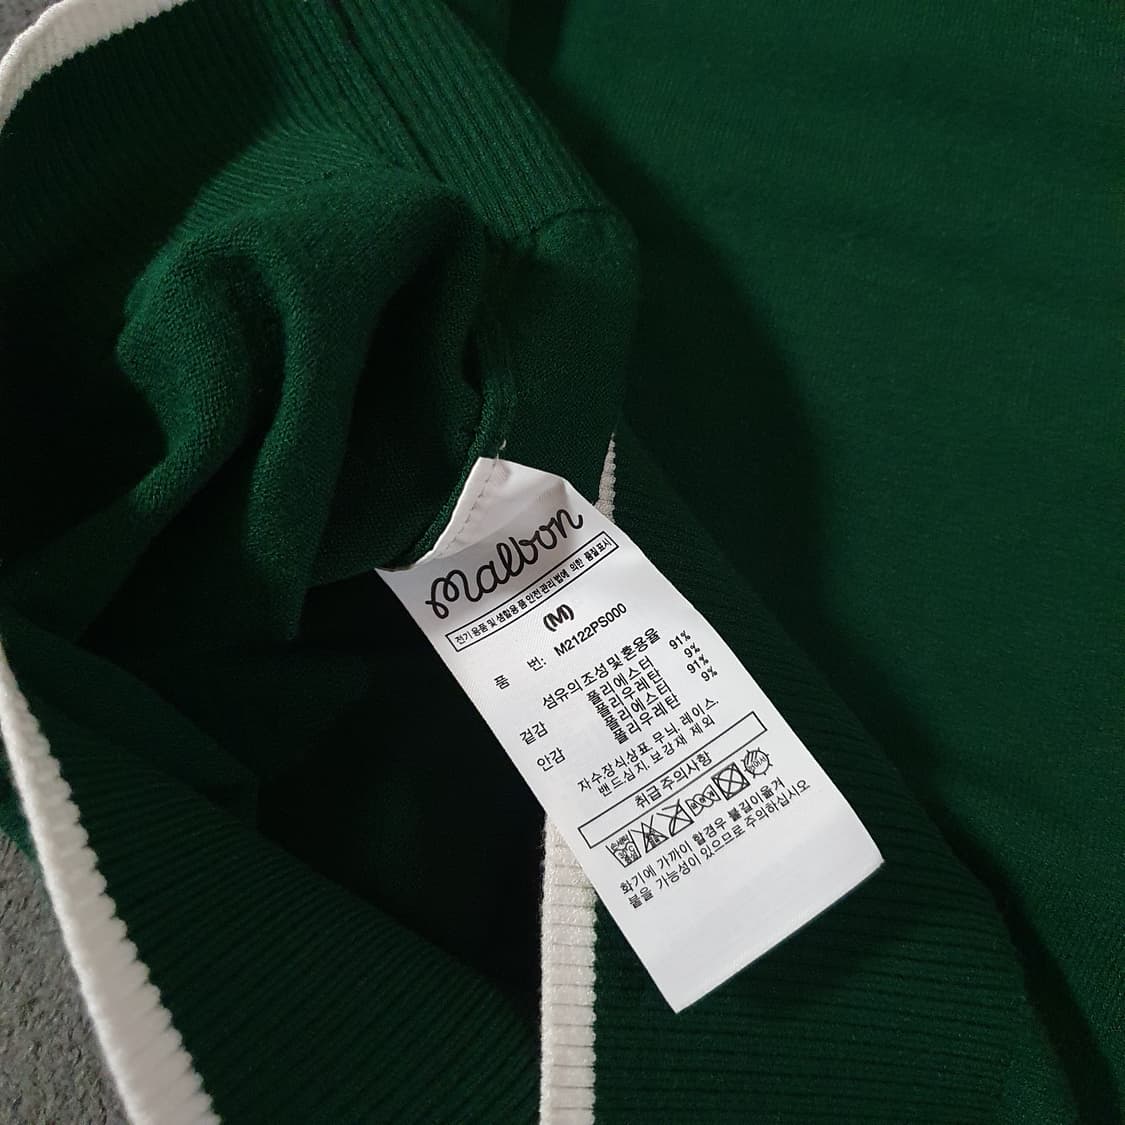 malbon
전기 용품 및 생활용 품 안전 관리 법에 의한 품질 표시
(M)
품 번: M2122PS000
섬유의 조성 및 혼용율
겉감 폴리에스터 91%
폴리우레탄 9%
안감 폴리에스터 91%
폴리우레탄 9%
자수,장식상표, 무늬, 레이스,
밴드심지, 보강재 제외
취급 주의사항
화기에 가까이 할경우 불길이옮겨
붙을 가능성이 있으므로 주의하십시오